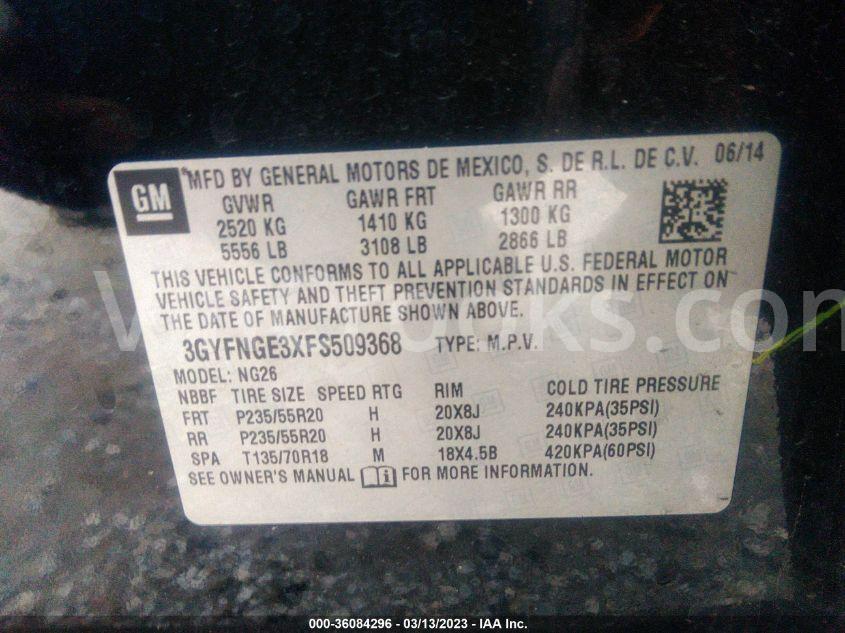 GM
MFD BY GENERAL MOTORS DE MEXICO, S. DE R.L. DE C.V. 06/14
GVWR GAWR FRT GAWR RR
2520 KG 1410 KG 1300 KG
5556 LB 3108 LB 2866 LB
THIS VEHICLE CONFORMS TO ALL APPLICABLE U.S. FEDERAL MOTOR
VEHICLE SAFETY AND THEFT PREVENTION STANDARDS IN EFFECT ON
THE DATE OF MANUFACTURE SHOWN ABOVE.
3GYFNGE3XFS509368 TYPE: M.P.V.
MODEL: NG26
NBBF TIRE SIZE SPEED RTG RIM COLD TIRE PRESSURE
FRT P235/55R20 H 20X8J 240KPA(35PSI)
RR P235/55R20 H 20X8J 240KPA(35PSI)
SPA T135/70R18 M 18X4.5B 420KPA(60PSI)
SEE OWNER'S MANUAL i FOR MORE INFORMATION.
000-36084296 - 03/13/2023 - IAA Inc.